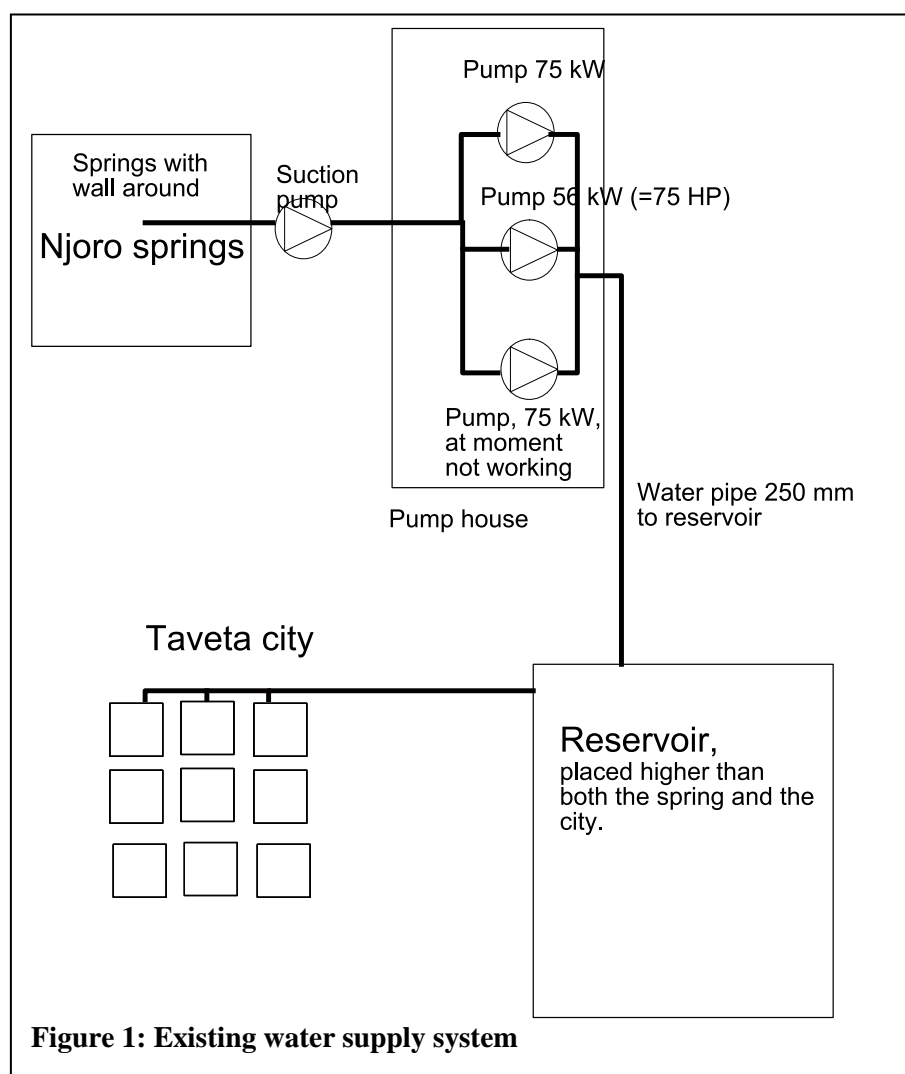 Pump 75 kW
Springs with
wall around
Njoro springs
Suction
pump
Pump 56 kW (=75 HP)
Pump, 75 kW,
at moment
not working
Pump house
Water pipe 250 mm
to reservoir
Taveta city
Reservoir,
placed higher than
both the spring and the
city.
Figure 1: Existing water supply system